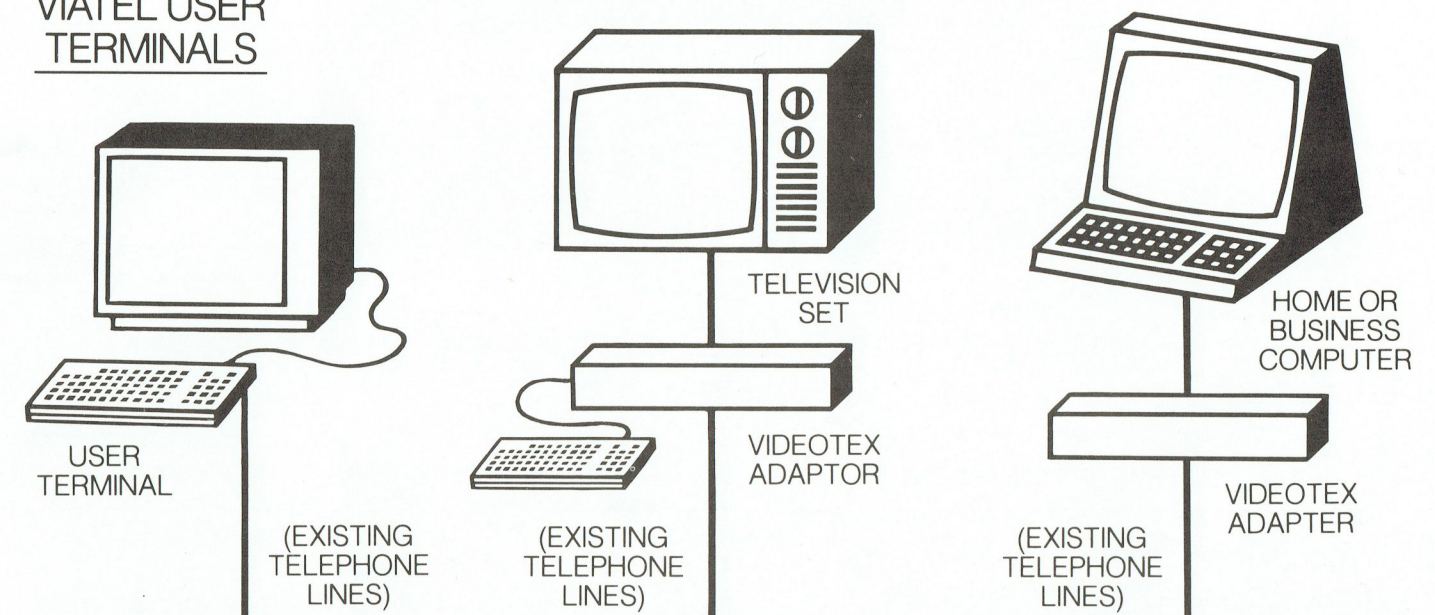 VIATEL USER
TERMINALS
USER
TERMINAL
(EXISTING
TELEPHONE
LINES)
TELEVISION
SET
VIDEOTEX
ADAPTOR
(EXISTING
TELEPHONE
LINES)
HOME OR
BUSINESS
COMPUTER
VIDEOTEX
ADAPTER
(EXISTING
TELEPHONE
LINES)